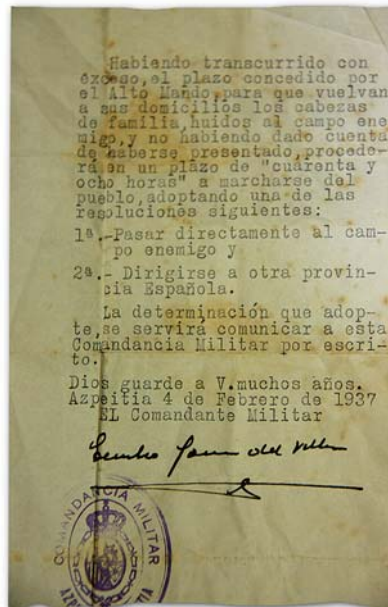 Habiendo transcurrido con
exceso,el plazo concedido por
el Alto Mando,para que vuelvan
a sus domicilios los cabezas
de familia,huidos al campo ene
migo,y no habiendo dado cuenta
de haberse presentado,procede-
rá en un plazo de "cuarenta y
ocho horas" a marcharse del
pueblo,adoptando una de las
resoluciones siguientes:
1ª.-Pasar directamente al cam-
po enemigo y
2ª.- Dirigirse a otra provin-
cia Española.
La determinación que adop-
te,se servirá comunicar a esta
Comandancia Militar por escri-
to.
Dios guarde a V.muchos años.
Azpeitia 4 de Febrero de 1937
EL Comandante Militar
COMANDANCIA MILITAR